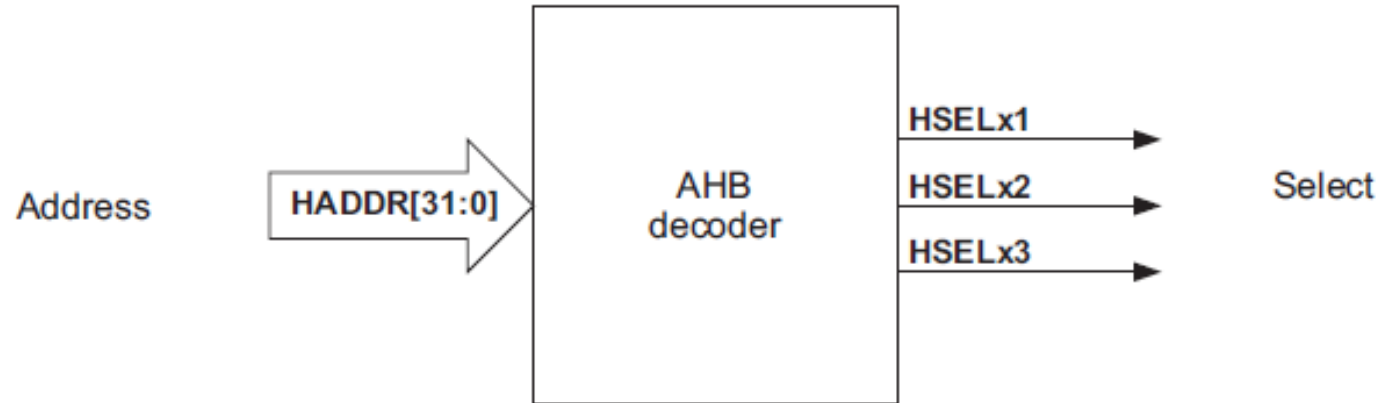 Address
HADDR[31:0]
AHB
decoder
HSELx1
HSELx2
HSELx3
Select